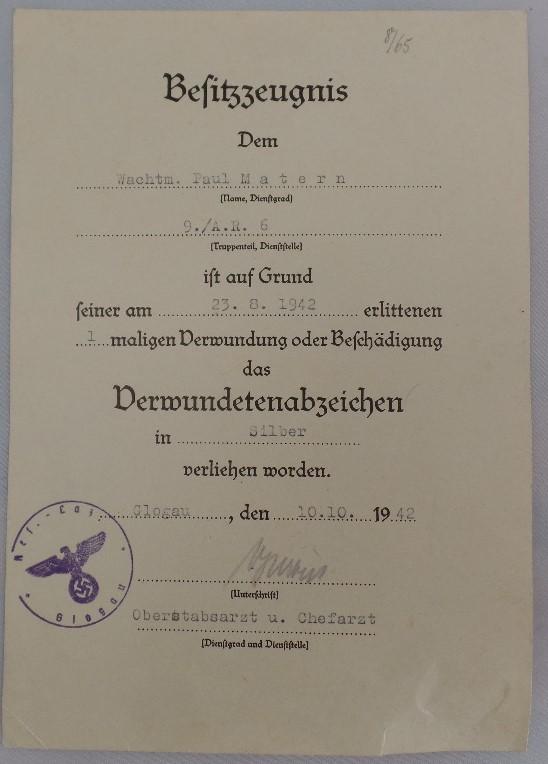 8/65
Besitzzeugnis
Dem
Wachtm. Paul Matern
(Name, Dienstgrad)
9./A.R. 6
(Truppenteil, Dienststelle)
ist auf Grund
seiner am 23. 8. 1942 erlittenen
1 maligen Verwundung oder Beschädigung
das
Verwundetenabzeichen
in Silber
verliehen worden.
Glogau, den 10.10. 1942
Res.-Laz. Glogau
(Unterschrift)
Oberstabsarzt u. Chefarzt
(Dienstgrad und Dienststelle)